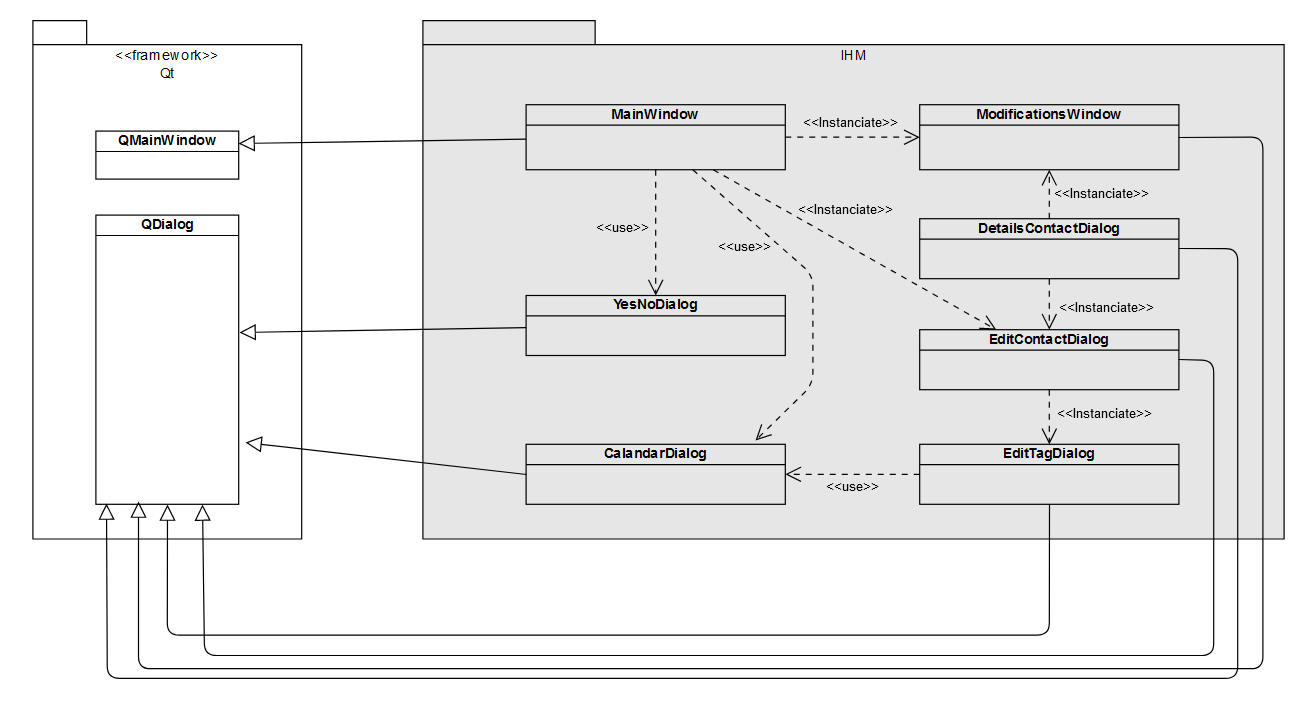 <<framework>>
Qt
IHM
QMainWindow
MainWindow
<<Instanciate>>
ModificationsWindow
<<Instanciate>>
<<Instanciate>>
QDialog
<<use>>
<<use>>
DetailsContactDialog
YesNoDialog
<<Instanciate>>
EditContactDialog
<<Instanciate>>
CalandarDialog
EditTagDialog
<<use>>